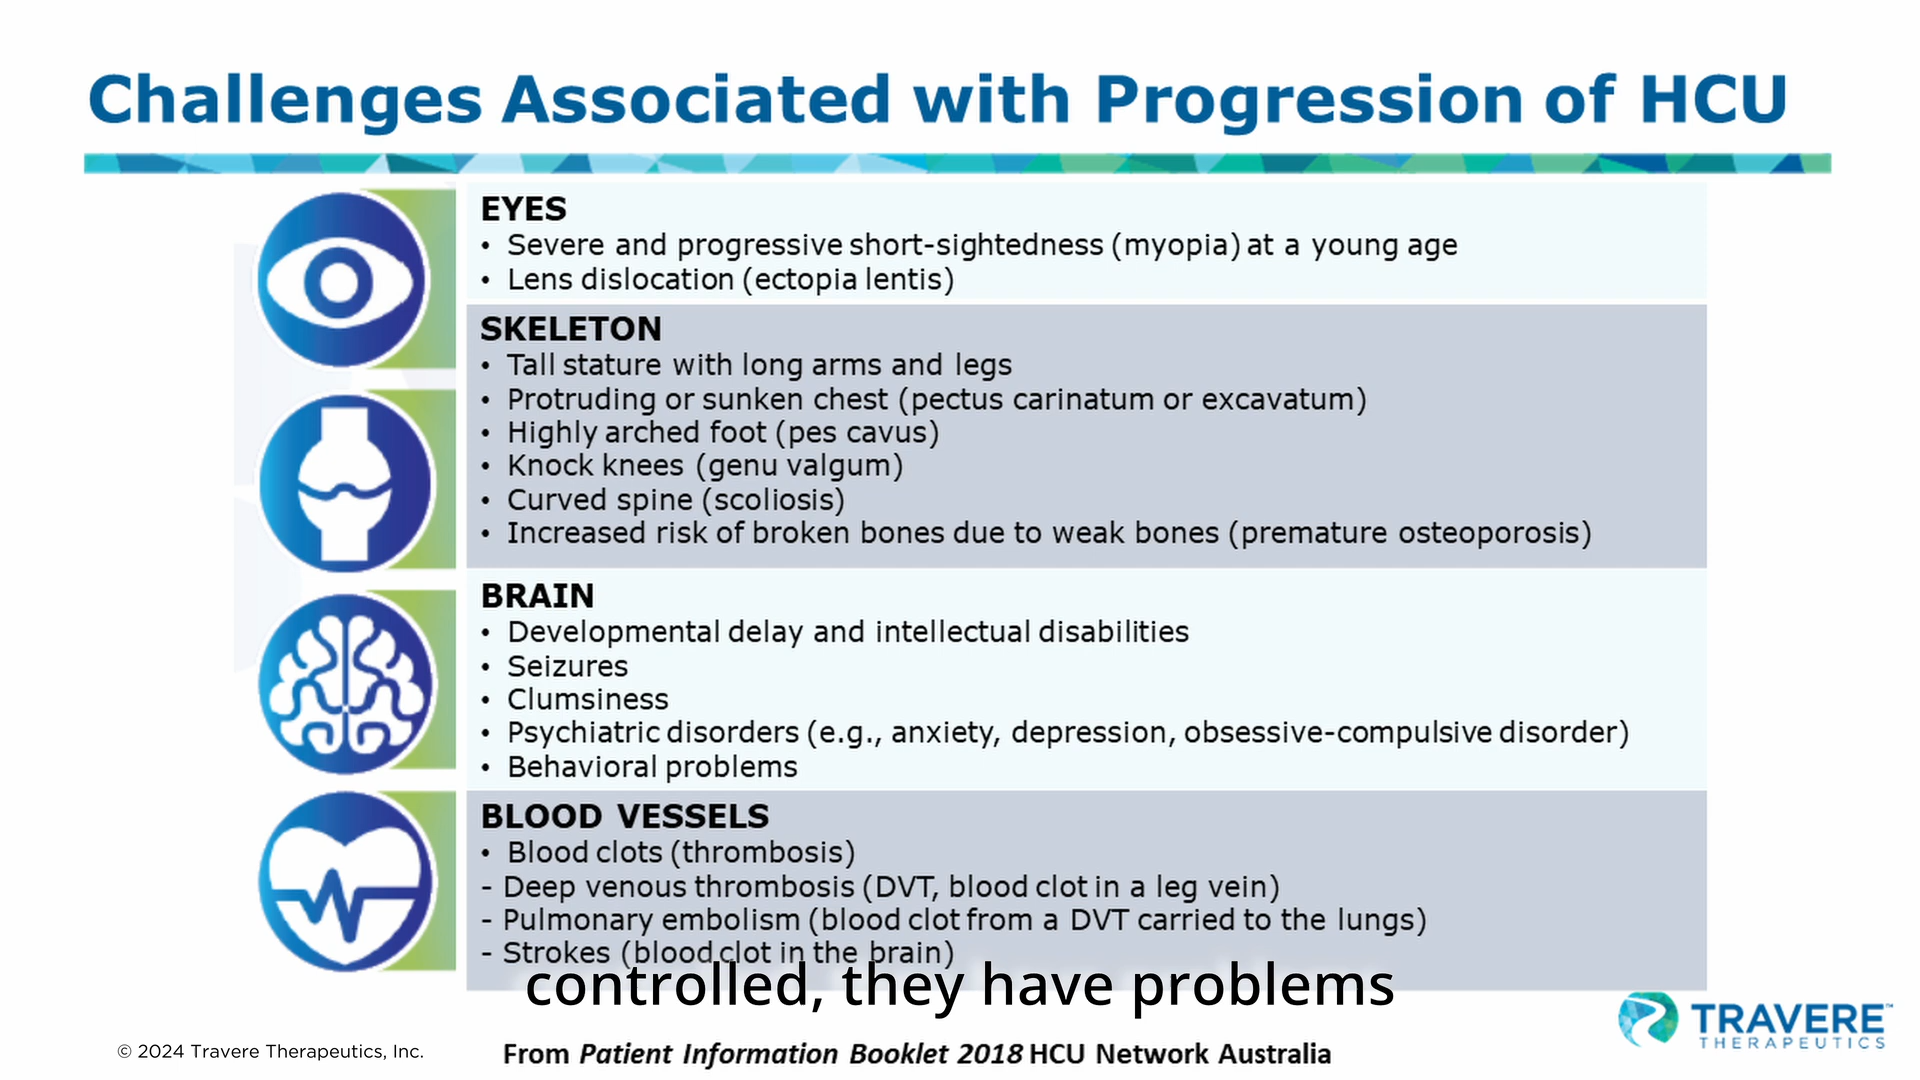 Challenges Associated with Progression of HCU
EYES
• Severe and progressive short-sightedness (myopia) at a young age
• Lens dislocation (ectopia lentis)
SKELETON
• Tall stature with long arms and legs
• Protruding or sunken chest (pectus carinatum or excavatum)
• Highly arched foot (pes cavus)
• Knock knees (genu valgum)
• Curved spine (scoliosis)
• Increased risk of broken bones due to weak bones (premature osteoporosis)
BRAIN
• Developmental delay and intellectual disabilities
• Seizures
• Clumsiness
• Psychiatric disorders (e.g., anxiety, depression, obsessive-compulsive disorder)
• Behavioral problems
BLOOD VESSELS
• Blood clots (thrombosis)
- Deep venous thrombosis (DVT, blood clot in a leg vein)
- Pulmonary embolism (blood clot from a DVT carried to the lungs)
- Strokes (blood clot in the brain)
controlled, they have problems
© 2024 Travere Therapeutics, Inc.
From Patient Information Booklet 2018 HCU Network Australia
TRAVERE™
THERAPEUTICS